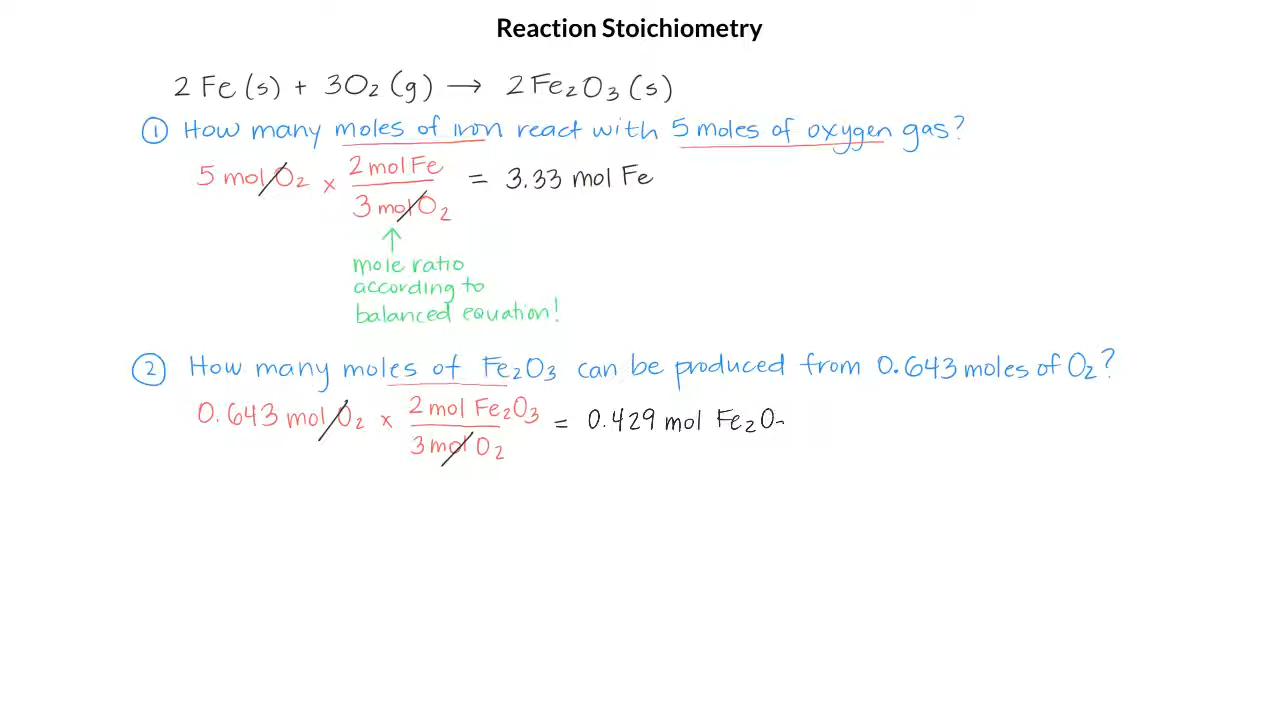 Reaction Stoichiometry
2 Fe (s) + 3O₂ (g) → 2Fe₂O₃ (s)
① How many moles of iron react with 5 moles of oxygen gas?
5 mol O₂ x 2 mol Fe / 3 mol O₂ = 3.33 mol Fe
↑
mole ratio
according to
balanced equation!
② How many moles of Fe₂O₃ can be produced from 0.643 moles of O₂?
0.643 mol O₂ x 2 mol Fe₂O₃ / 3 mol O₂ = 0.429 mol Fe₂O